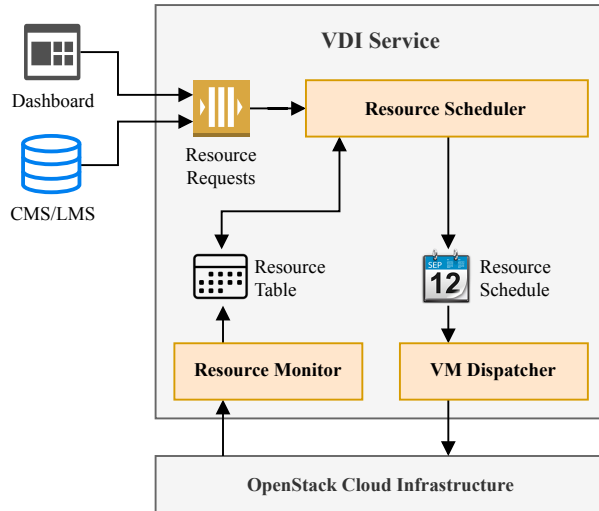 VDI Service
Dashboard
Resource Scheduler
Resource
Requests
CMS/LMS
Resource
Table
SEP
12
Resource
Schedule
Resource Monitor
VM Dispatcher
OpenStack Cloud Infrastructure